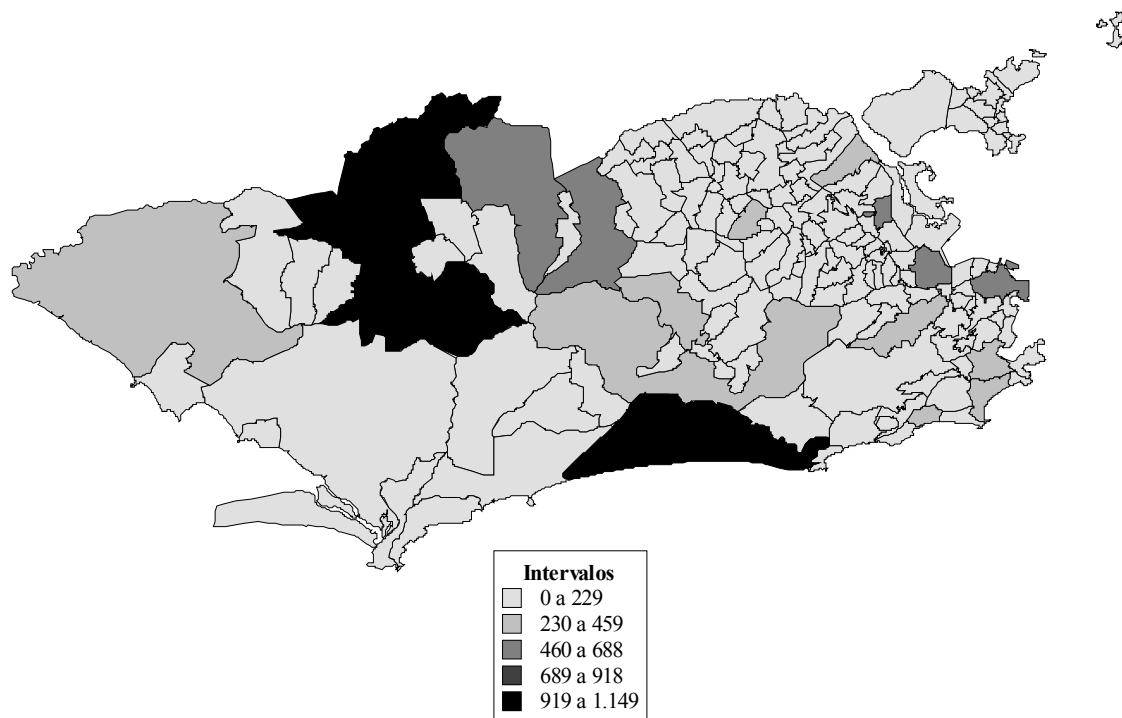 Intervalos
0 a 229
230 a 459
460 a 688
689 a 918
919 a 1.149